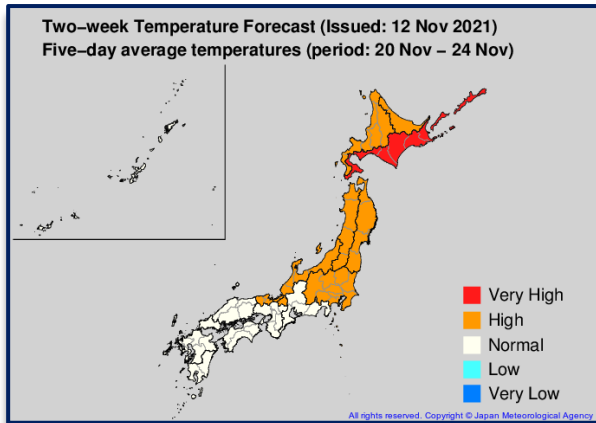 Two-week Temperature Forecast (Issued: 12 Nov 2021)
Five-day average temperatures (period: 20 Nov − 24 Nov)
Very High
High
Normal
Low
Very Low
All rights reserved. Copyright © Japan Meteorological Agency